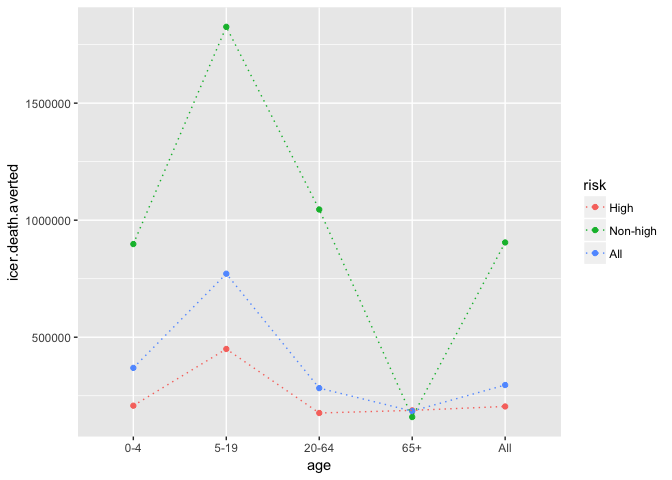 icer.death.averted
1500000
1000000
500000
0-4
5-19
20-64
65+
All
age
risk
High
Non-high
All